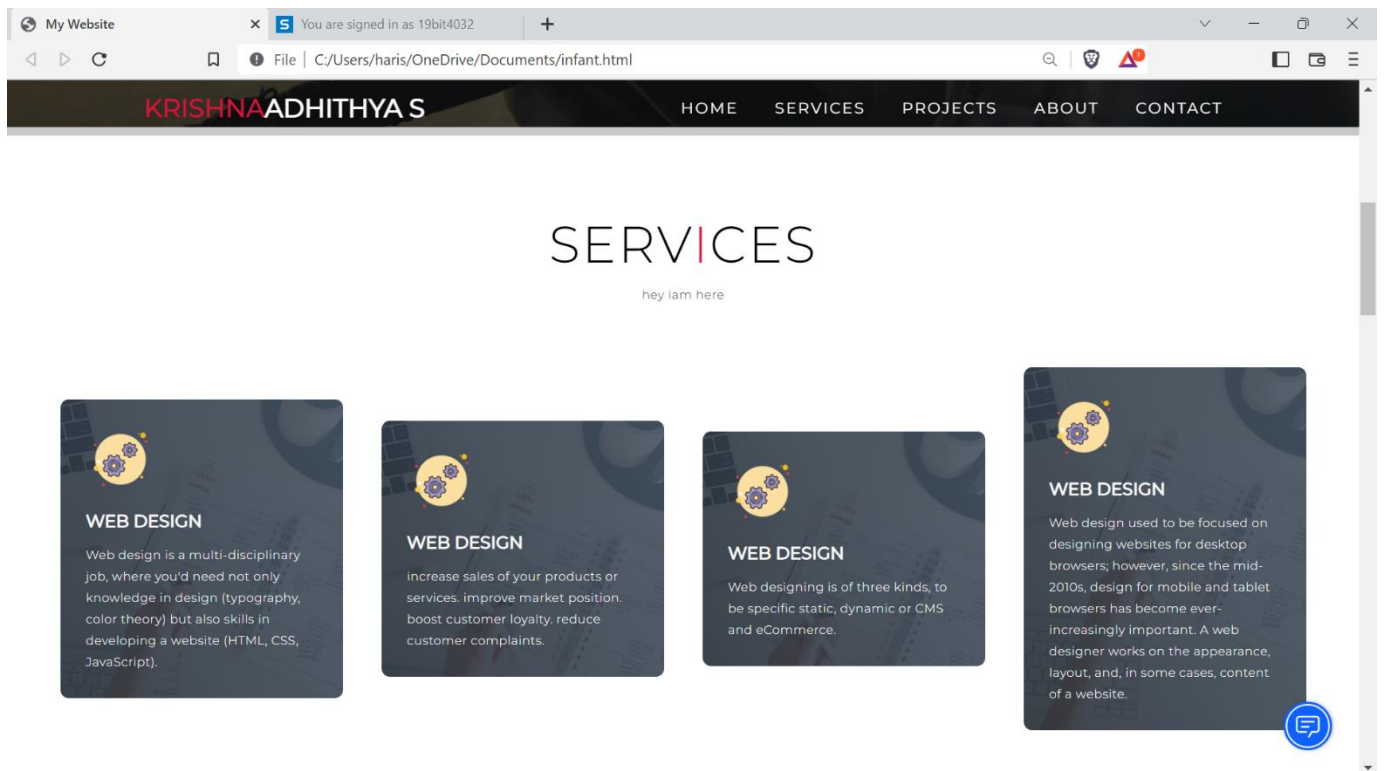 My Website
You are signed in as 19bit4032
File | C:/Users/haris/OneDrive/Documents/infant.html
KRISHNAADHITHYA S
HOME SERVICES PROJECTS ABOUT CONTACT
SERVICES
hey iam here
WEB DESIGN
Web design is a multi-disciplinary
job, where you'd need not only
knowledge in design (typography,
color theory) but also skills in
developing a website (HTML, CSS,
JavaScript).
WEB DESIGN
increase sales of your products or
services. improve market position.
boost customer loyalty. reduce
customer complaints.
WEB DESIGN
Web designing is of three kinds, to
be specific static, dynamic or CMS
and eCommerce.
WEB DESIGN
Web design used to be focused on
designing websites for desktop
browsers; however, since the mid-
2010s, design for mobile and tablet
browsers has become ever-
increasingly important. A web
designer works on the appearance,
layout, and, in some cases, content
of a website.